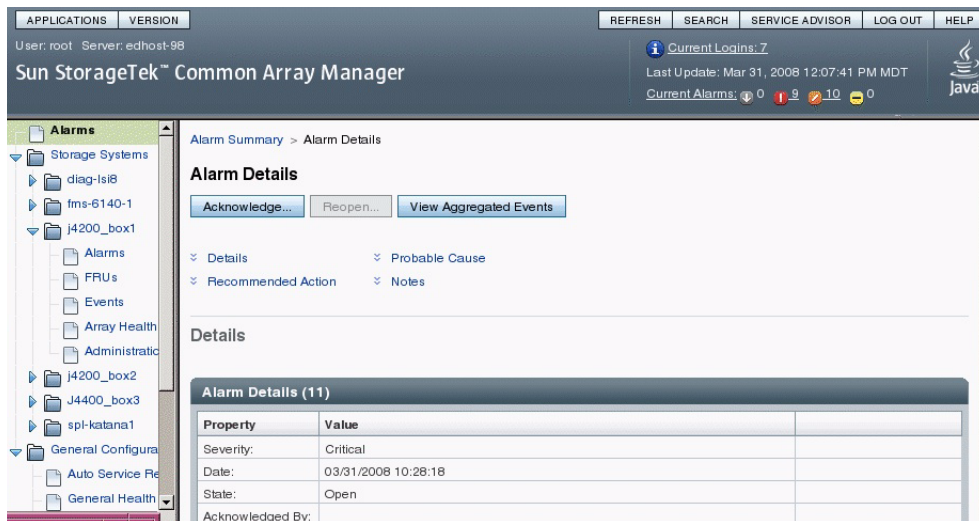 APPLICATIONS VERSION
REFRESH SEARCH SERVICE ADVISOR LOG OUT HELP
User: root Server: edhost-98
Sun StorageTek™ Common Array Manager
Current Logins: 7
Last Update: Mar 31, 2008 12:07:41 PM MDT
Current Alarms: 0 9 10 0
Java
Alarms
Storage Systems
diag-lsi8
fms-6140-1
j4200_box1
Alarms
FRUs
Events
Array Health
Administratic
j4200_box2
J4400_box3
spl-katana1
General Configura
Auto Service Re
General Health
Alarm Summary > Alarm Details
Alarm Details
Acknowledge... Reopen... View Aggregated Events
Details Probable Cause
Recommended Action Notes
Details
Alarm Details (11)
Property Value
Severity: Critical
Date: 03/31/2008 10:28:18
State: Open
Acknowledged By: